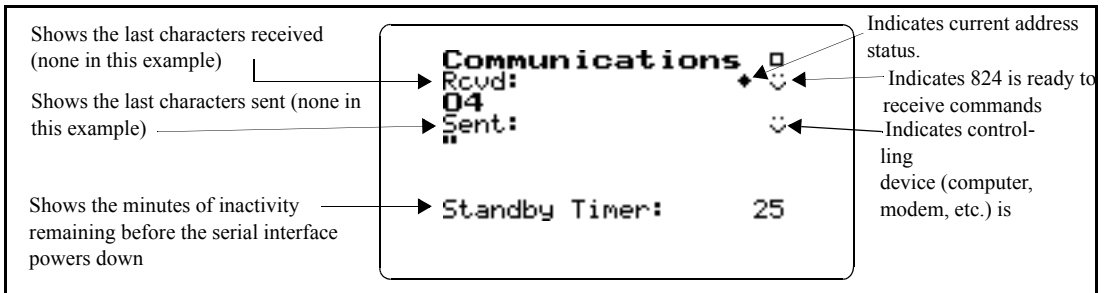 Shows the last characters received
(none in this example)
Shows the last characters sent (none in
this example)
Shows the minutes of inactivity
remaining before the serial interface
powers down
Communications
Rcvd:
04
Sent:
"
Standby Timer: 25
Indicates current address
status.
Indicates 824 is ready to
receive commands
Indicates control-
ling
device (computer,
modem, etc.) is